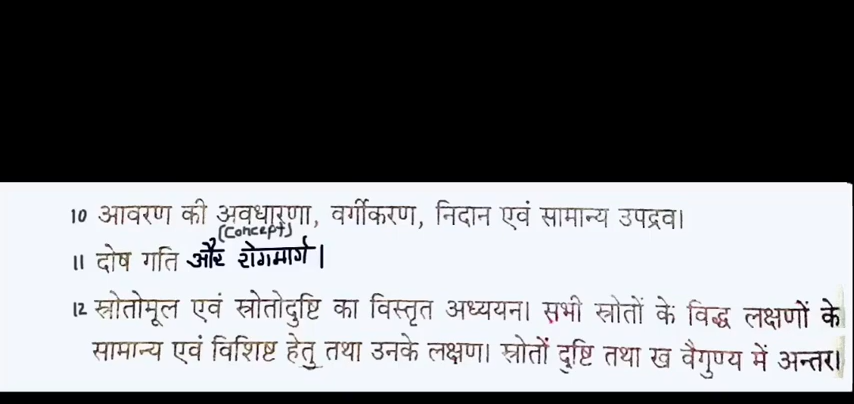 10 आवरण की अवधारणा, वर्गीकरण, निदान एवं सामान्य उपद्रव।
(Concept)
11 दोष गति और रोगमार्ग।
12 स्रोतोमूल एवं स्रोतोदुष्टि का विस्तृत अध्ययन। सभी स्रोतों के विद्ध लक्षणों के
सामान्य एवं विशिष्ट हेतु तथा उनके लक्षण। स्रोतों दुष्टि तथा ख वैगुण्य में अन्तर।